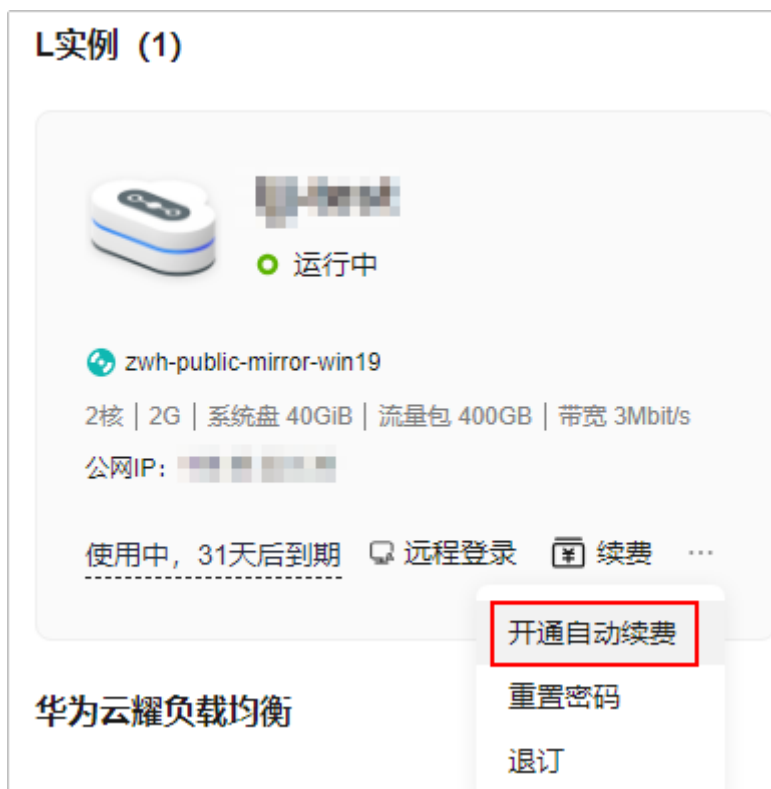 L实例 (1)
运行中
zwh-public-mirror-win19
2核 | 2G | 系统盘 40GiB | 流量包 400GB | 带宽 3Mbit/s
公网IP:
使用中，31天后到期 远程登录 续费 ...
开通自动续费
重置密码
退订
华为云耀负载均衡